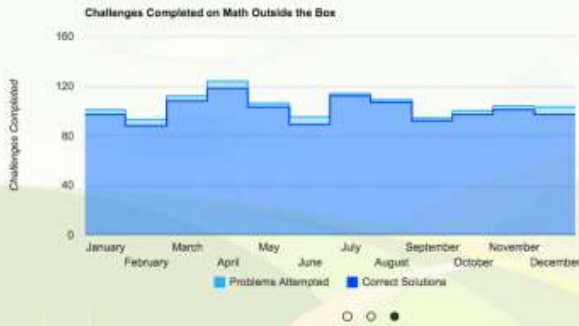 Challenges Completed on Math Outside the Box
160
120
80
40
0
Challenges Completed
January
February
March
April
May
June
July
August
September
October
November
December
Problems Attempted
Correct Solutions